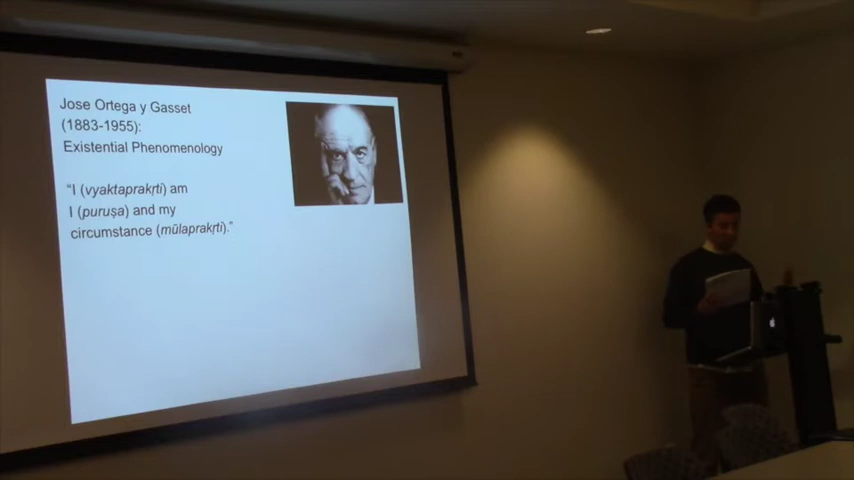 Jose Ortega y Gasset
(1883-1955):
Existential Phenomenology
“I (vyaktaprakṛti) am
I (puruṣa) and my
circumstance (mūlaprakṛti).”